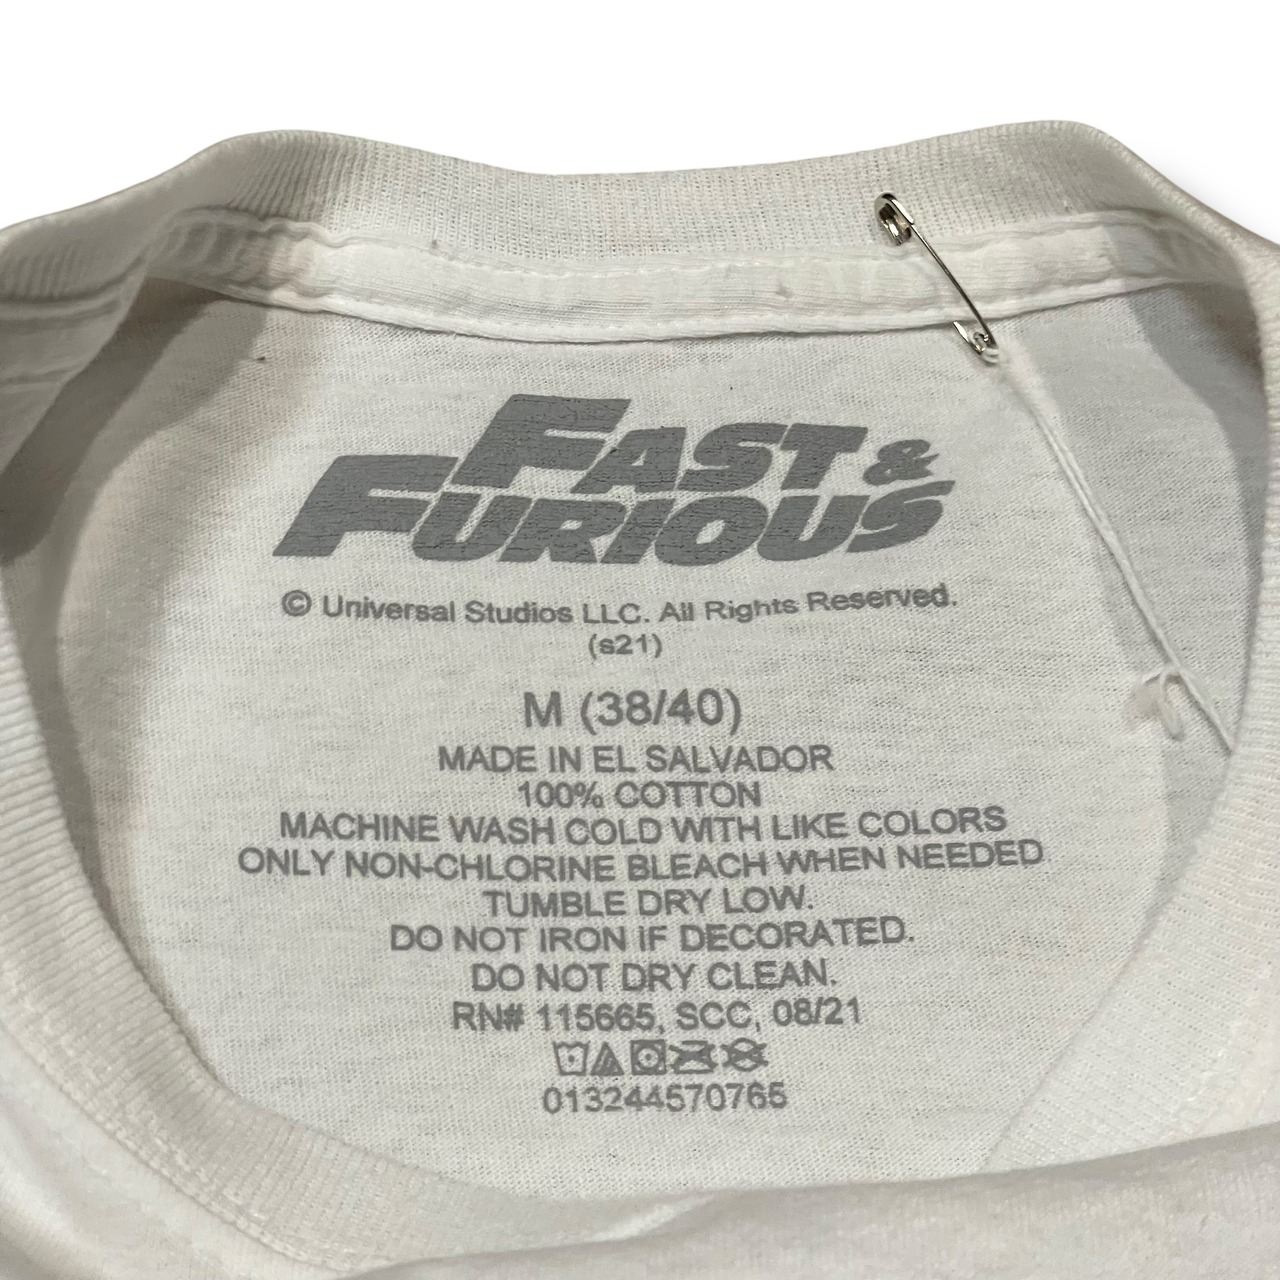 FAST &
FURIOUS
© Universal Studios LLC. All Rights Reserved.
(s21)
M (38/40)
MADE IN EL SALVADOR
100% COTTON
MACHINE WASH COLD WITH LIKE COLORS
ONLY NON-CHLORINE BLEACH WHEN NEEDED
TUMBLE DRY LOW.
DO NOT IRON IF DECORATED.
DO NOT DRY CLEAN.
RN# 115665, SCC, 08/21
013244570765